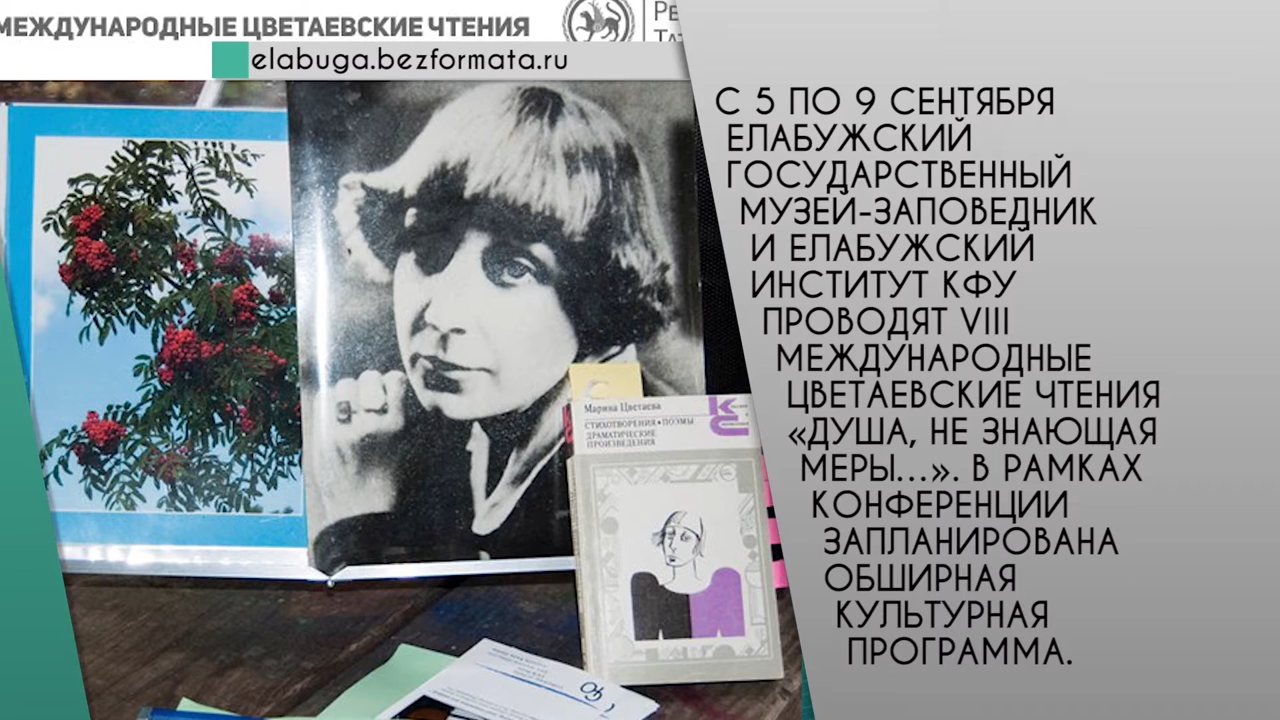 МЕЖДУНАРОДНЫЕ ЦВЕТАЕВСКИЕ ЧТЕНИЯ
elabuga.bezformata.ru
С 5 ПО 9 СЕНТЯБРЯ
ЕЛАБУЖСКИЙ
ГОСУДАРСТВЕННЫЙ
МУЗЕЙ-ЗАПОВЕДНИК
И ЕЛАБУЖСКИЙ
ИНСТИТУТ КФУ
ПРОВОДЯТ VIII
МЕЖДУНАРОДНЫЕ
ЦВЕТАЕВСКИЕ ЧТЕНИЯ
«ДУША, НЕ ЗНАЮЩАЯ
МЕРЫ...». В РАМКАХ
КОНФЕРЕНЦИИ
ЗАПЛАНИРОВАНА
ОБШИРНАЯ
КУЛЬТУРНАЯ
ПРОГРАММА.
Марина Цветаева
СТИХОТВОРЕНИЯ • ПОЭМЫ
ДРАМАТИЧЕСКИЕ
ПРОИЗВЕДЕНИЯ